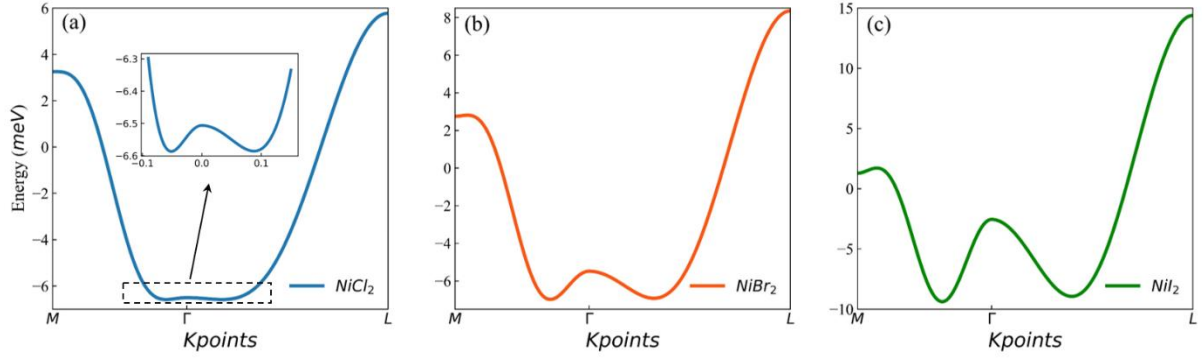 (a)
Energy (meV)
6
4
2
0
−2
−4
−6
−6.3
−6.4
−6.5
−6.6
−0.1
0.0
0.1
NiCl₂
M
Γ
L
Kpoints
(b)
8
6
4
2
0
−2
−4
−6
NiBr₂
M
Γ
L
Kpoints
(c)
15
10
5
0
−5
−10
NiI₂
M
Γ
L
Kpoints